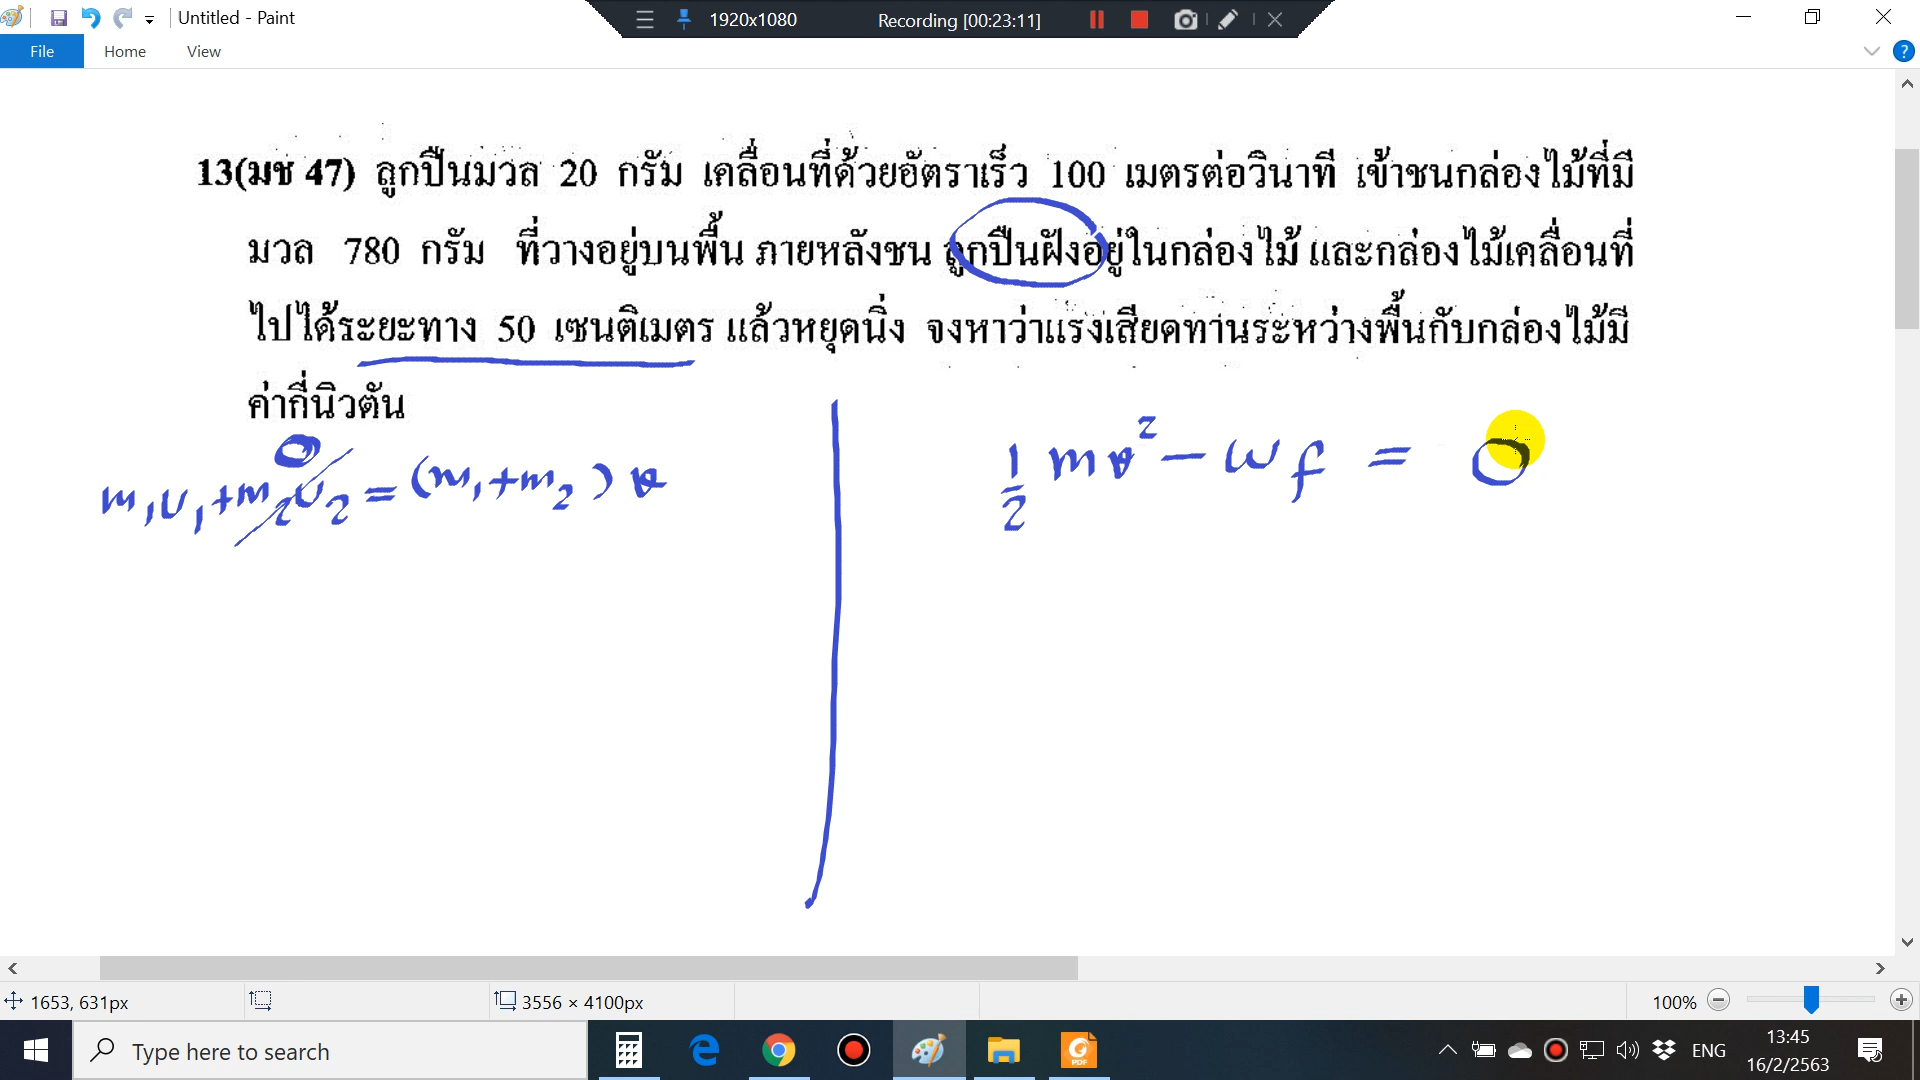 Untitled - Paint
1920x1080
Recording [00:23:11]
File
Home
View
13(มช 47) ลูกปืนมวล 20 กรัม เคลื่อนที่ด้วยอัตราเร็ว 100 เมตรต่อวินาที เข้าชนกล่องไม้ที่มี
มวล 780 กรัม ที่วางอยู่บนพื้น ภายหลังชน ลูกปืนฝังอยู่ในกล่องไม้ และกล่องไม้เคลื่อนที่
ไปได้ระยะทาง 50 เซนติเมตร แล้วหยุดนิ่ง จงหาว่าแรงเสียดทานระหว่างพื้นกับกล่องไม้มี
ค่ากี่นิวตัน
0
m₁u₁+m₂u₂=(m₁+m₂)v
½mv²-Wf=0
1653, 631px
3556 × 4100px
100%
Type here to search
ENG
13:45
16/2/2563